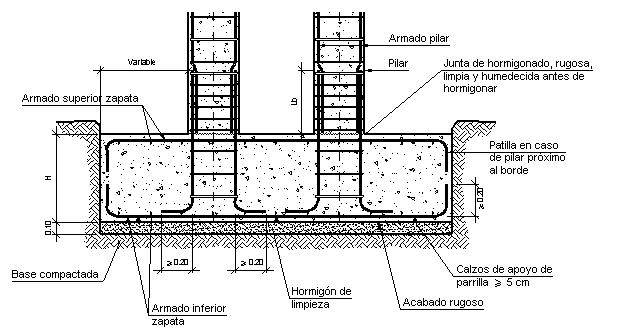 Armado pilar
Variable
Pilar
Junta de hormigonado, rugosa,
limpia y humedecida antes de
hormigonar
Lb
Armado superior zapata
Patilla en caso
de pilar próximo
al borde
H
≥ 0.20
0.10
≥ 0.20
≥ 0.20
Base compactada
Calzos de apoyo de
parrilla ≥ 5 cm
Hormigón de
limpieza
Acabado rugoso
Armado inferior
zapata